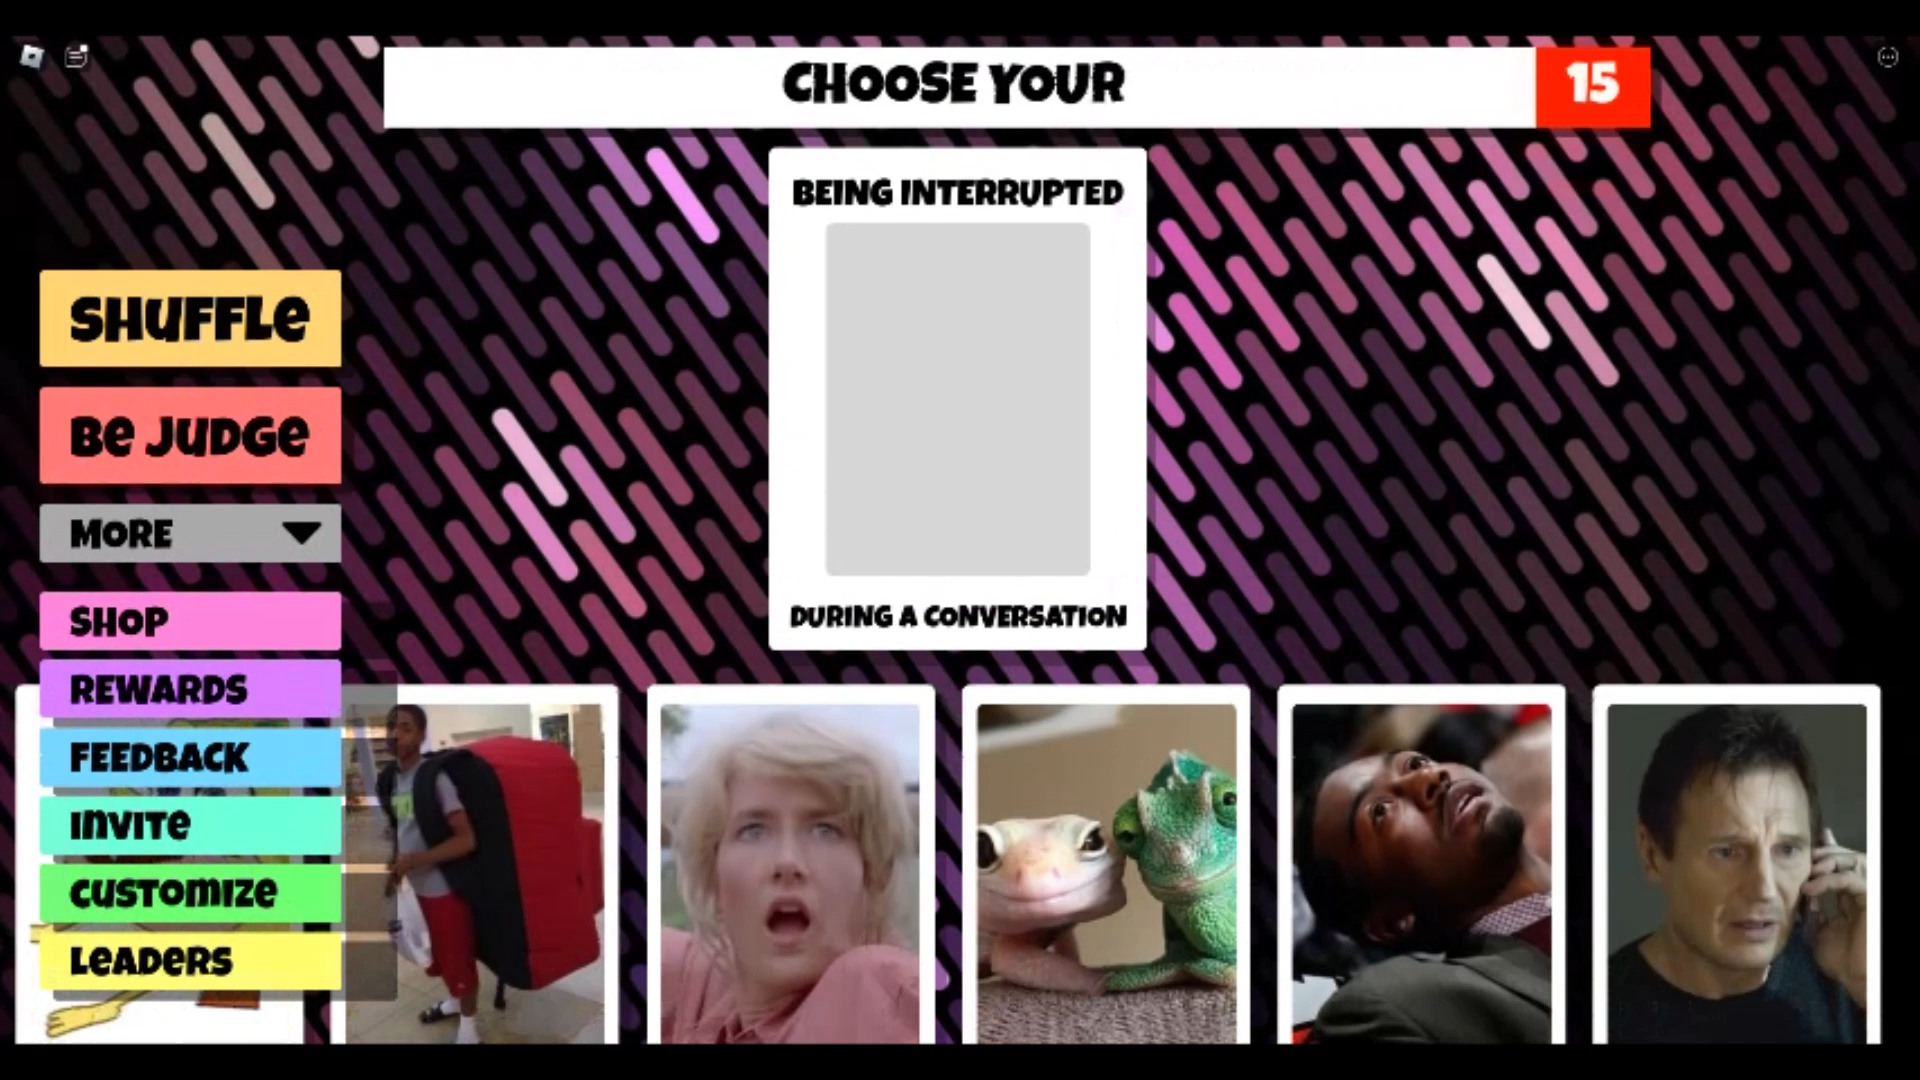 CHOOSE YOUR
15
BEING INTERRUPTED
DURING A CONVERSATION
SHUFFLE
Be JUDGe
MORE
SHOP
REWARDS
FEEDBACK
INVITE
CUSTOMIZE
LEADERS